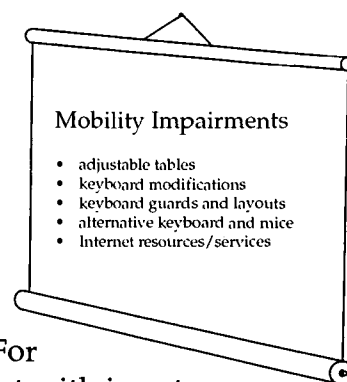 Mobility Impairments
• adjustable tables
• keyboard modifications
• keyboard guards and layouts
• alternative keyboard and mice
• Internet resources/services
For